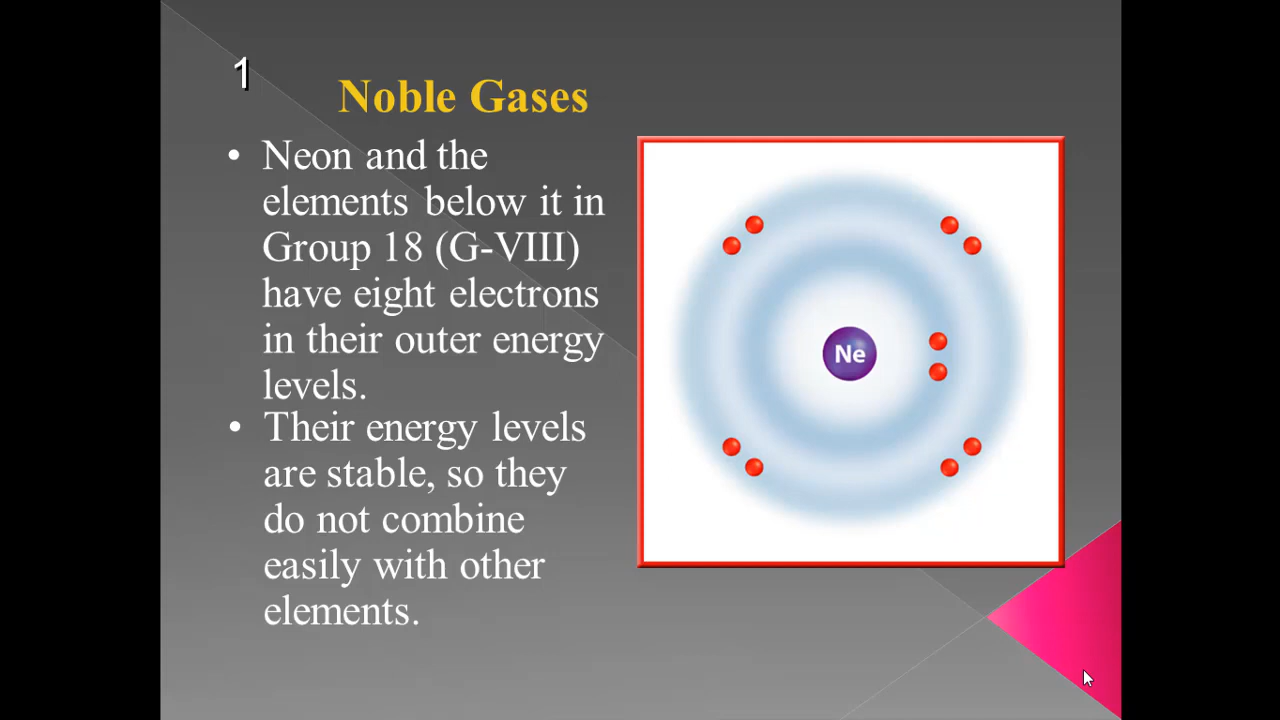 1
Noble Gases
• Neon and the
elements below it in
Group 18 (G-VIII)
have eight electrons
in their outer energy
levels.
• Their energy levels
are stable, so they
do not combine
easily with other
elements.
Ne